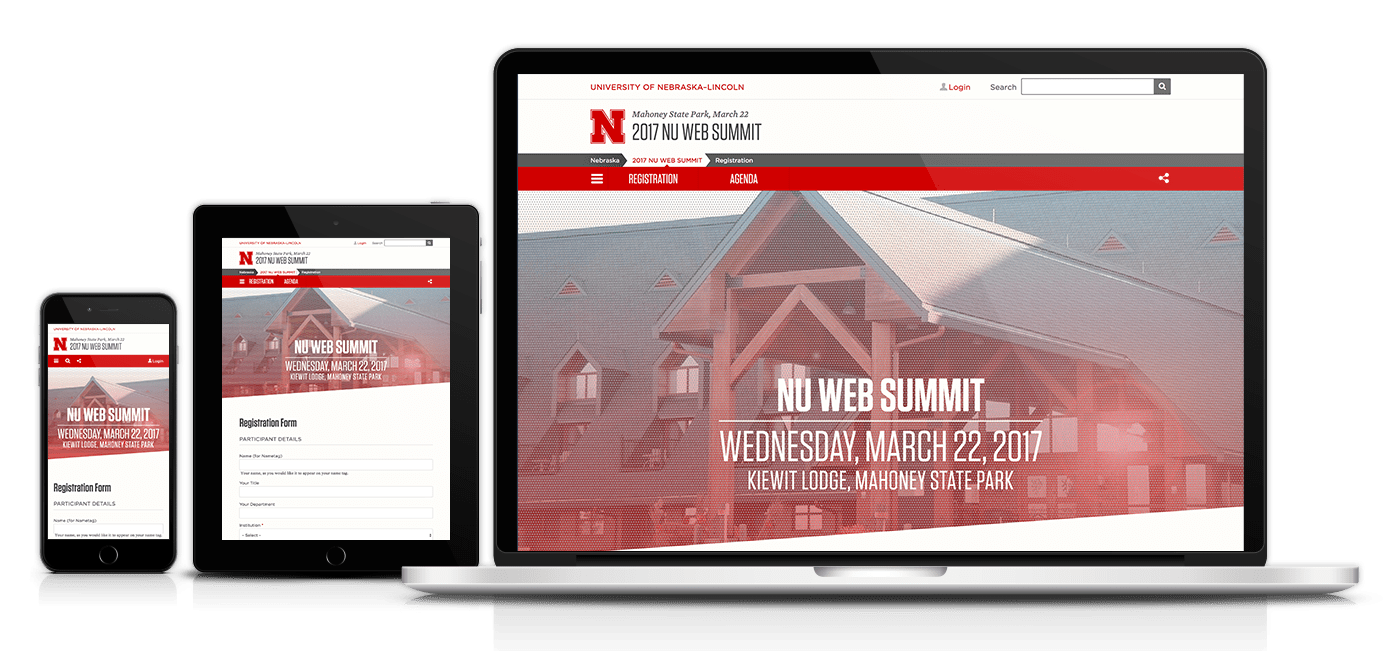 UNIVERSITY OF NEBRASKA-LINCOLN
N
Mahoney State Park, March 22
2017 NU WEB SUMMIT
Login
NU WEB SUMMIT
WEDNESDAY, MARCH 22, 2017
KIEWIT LODGE, MAHONEY STATE PARK
Registration Form
PARTICIPANT DETAILS
Name (for Nametag)
Your name, as you would like it to appear on your name tag.
UNIVERSITY OF NEBRASKA-LINCOLN
Login Search
N
Mahoney State Park, March 22
2017 NU WEB SUMMIT
Nebraska 2017 NU WEB SUMMIT Registration
REGISTRATION AGENDA
NU WEB SUMMIT
WEDNESDAY, MARCH 22, 2017
KIEWIT LODGE, MAHONEY STATE PARK
Registration Form
PARTICIPANT DETAILS
Name (for Nametag)
Your name, as you would like it to appear on your name tag.
Your Title
Your Department
Institution *
- Select -
UNIVERSITY OF NEBRASKA–LINCOLN
Login Search
N
Mahoney State Park, March 22
2017 NU WEB SUMMIT
Nebraska 2017 NU WEB SUMMIT Registration
REGISTRATION AGENDA
NU WEB SUMMIT
WEDNESDAY, MARCH 22, 2017
KIEWIT LODGE, MAHONEY STATE PARK